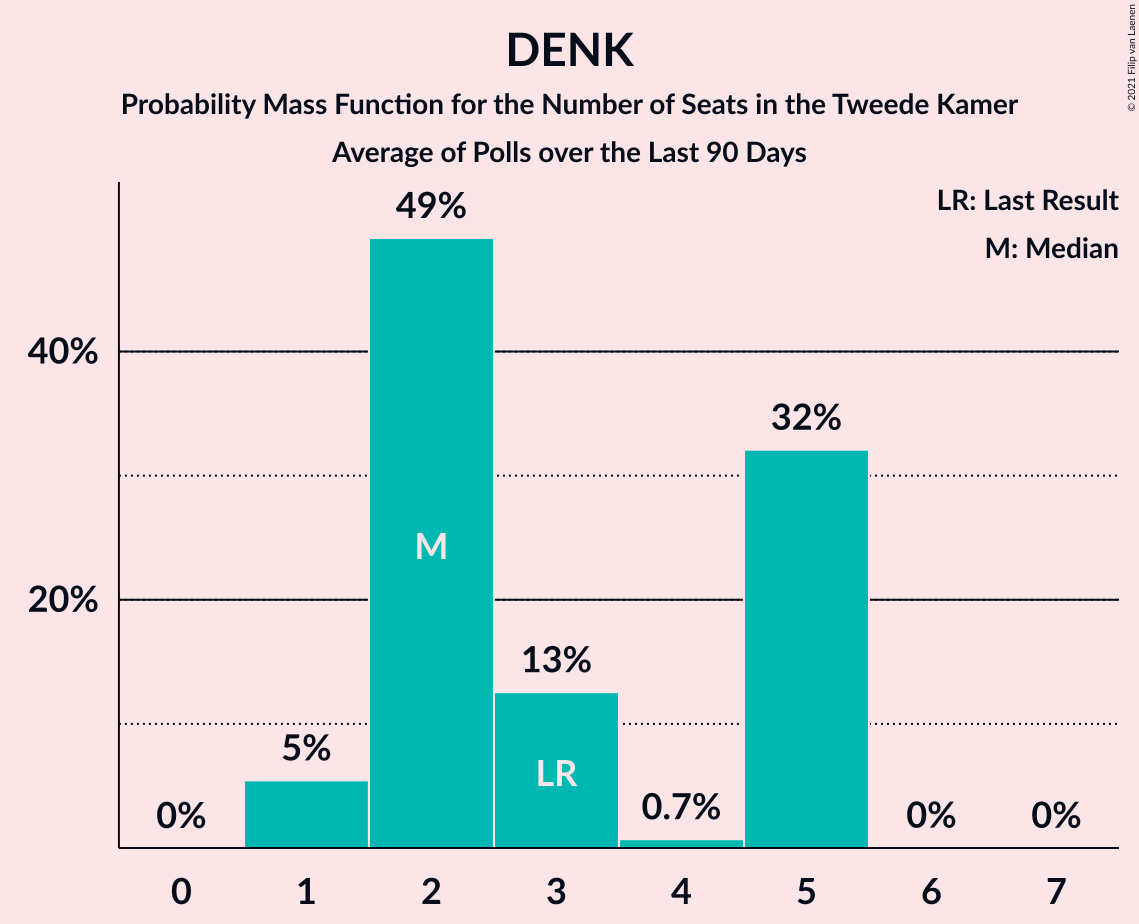 DENK
Probability Mass Function for the Number of Seats in the Tweede Kamer
Average of Polls over the Last 90 Days
© 2021 Filip van Laenen
LR: Last Result
M: Median
40%
20%
0%
5%
49%
13%
0.7%
32%
0%
0%
M
LR
0 1 2 3 4 5 6 7